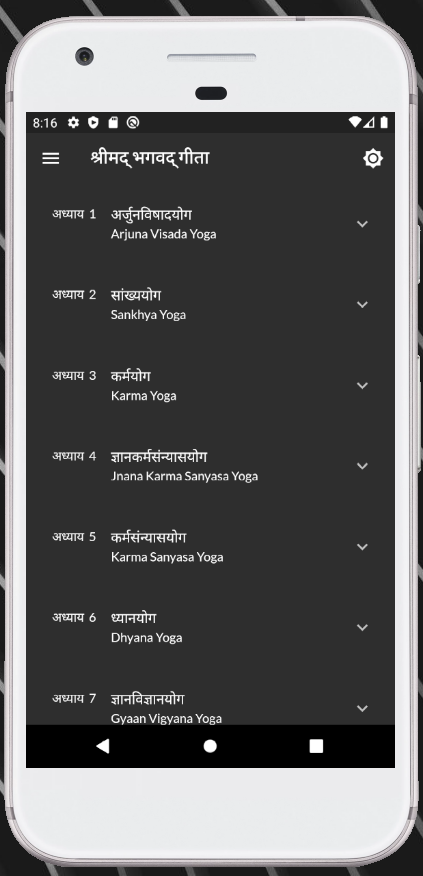 8:16
श्रीमद् भगवद् गीता
अध्याय 1 अर्जुनविषादयोग
Arjuna Visada Yoga
अध्याय 2 सांख्ययोग
Sankhya Yoga
अध्याय 3 कर्मयोग
Karma Yoga
अध्याय 4 ज्ञानकर्मसंन्यासयोग
Jnana Karma Sanyasa Yoga
अध्याय 5 कर्मसंन्यासयोग
Karma Sanyasa Yoga
अध्याय 6 ध्यानयोग
Dhyana Yoga
अध्याय 7 ज्ञानविज्ञानयोग
Gyaan Vigyana Yoga